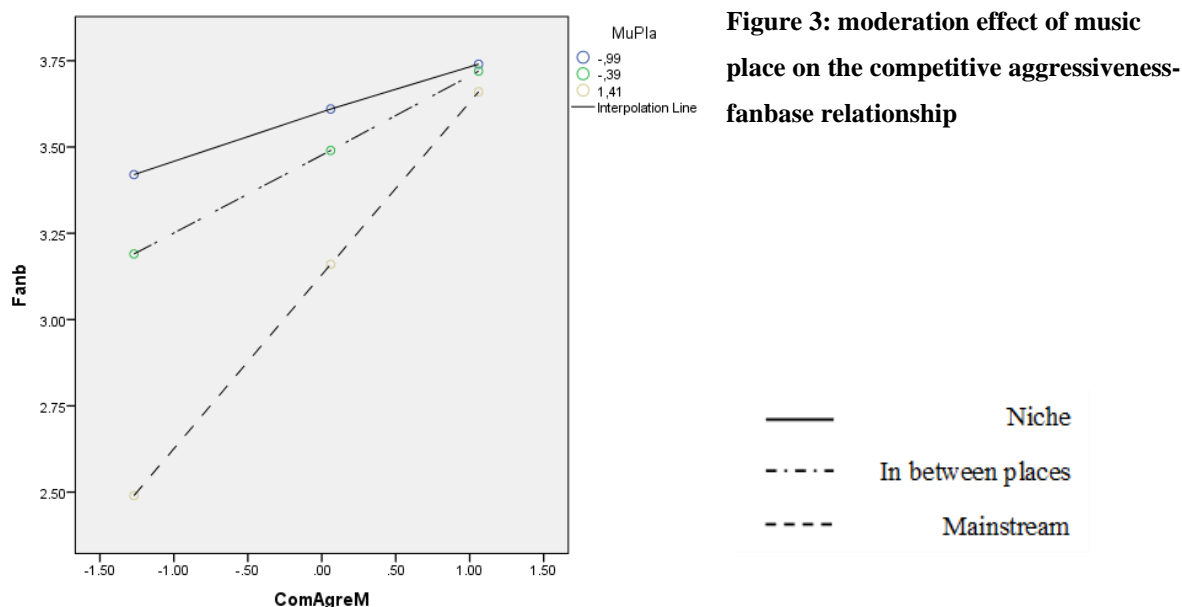 Figure 3: moderation effect of music
place on the competitive aggressiveness-
fanbase relationship
MuPla
-,99
-,39
1,41
Interpolation Line
3.75
3.50
3.25
3.00
2.75
2.50
Fanb
-1.50 -1.00 -.50 .00 .50 1.00 1.50
ComAgreM
Niche
In between places
Mainstream